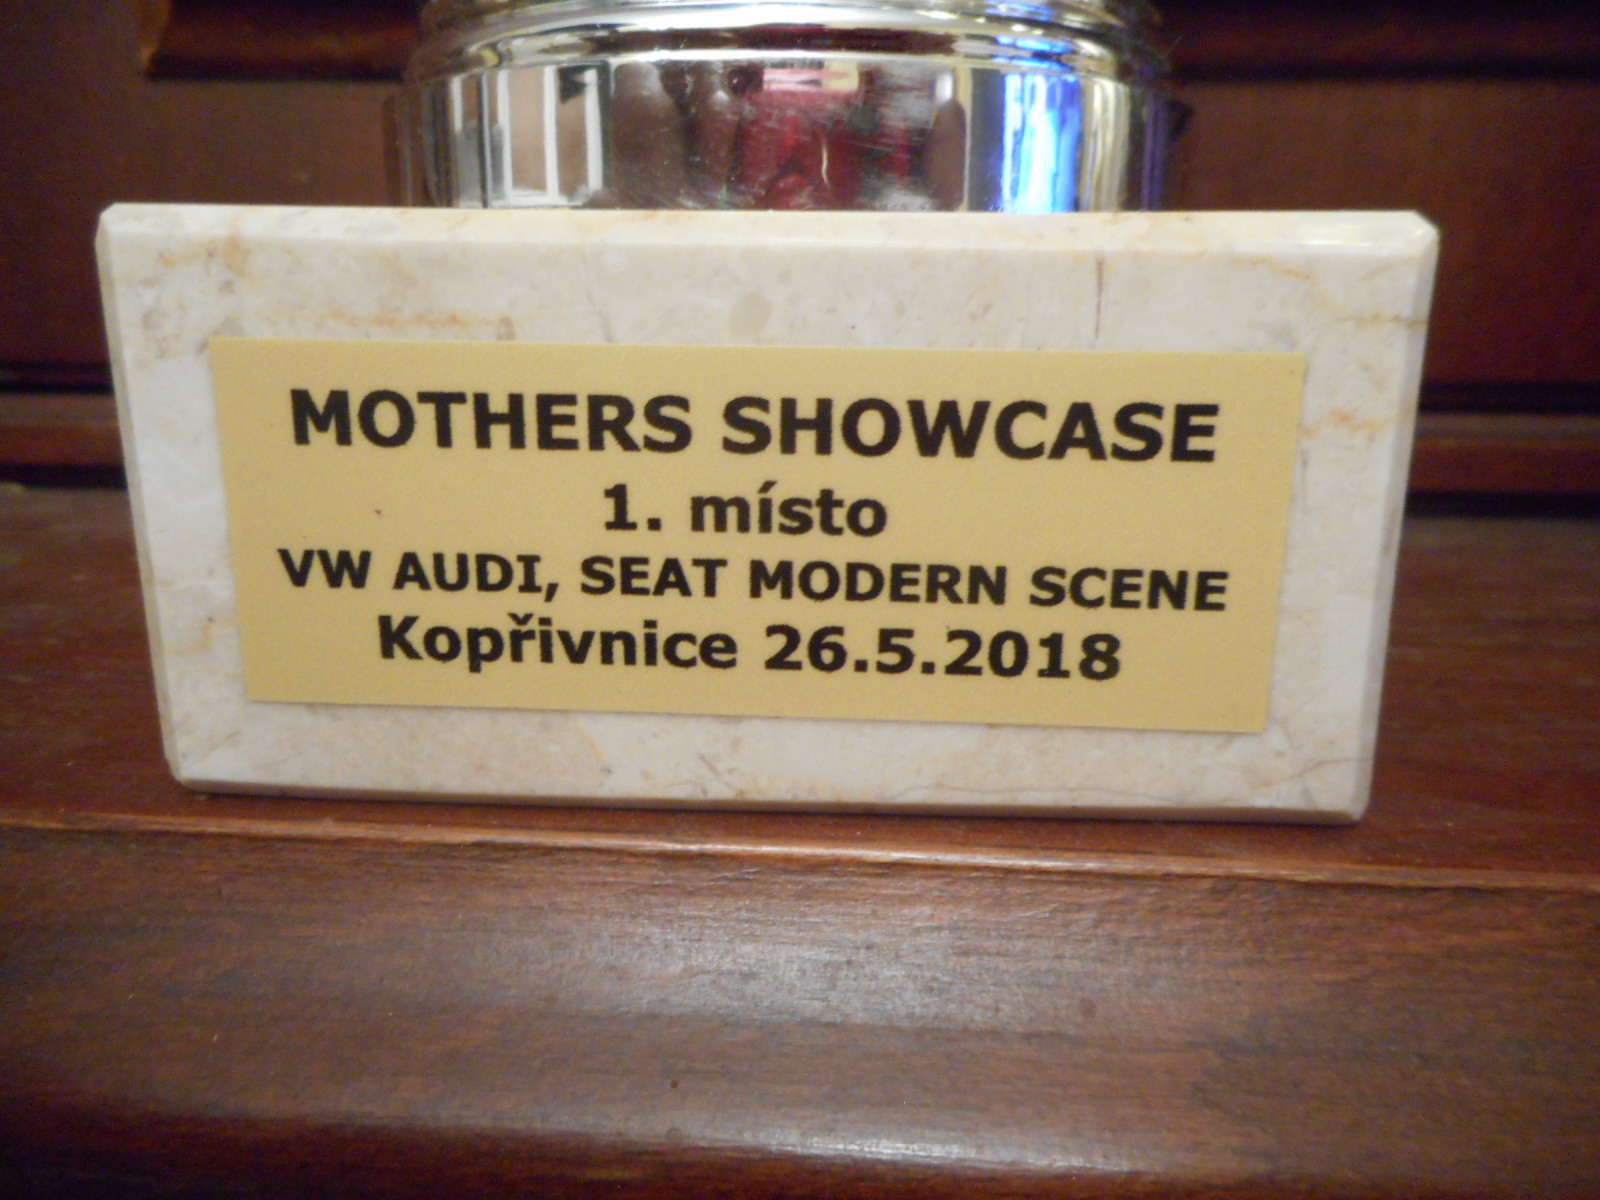 MOTHERS SHOWCASE
1. místo
VW AUDI, SEAT MODERN SCENE
Kopřivnice 26.5.2018